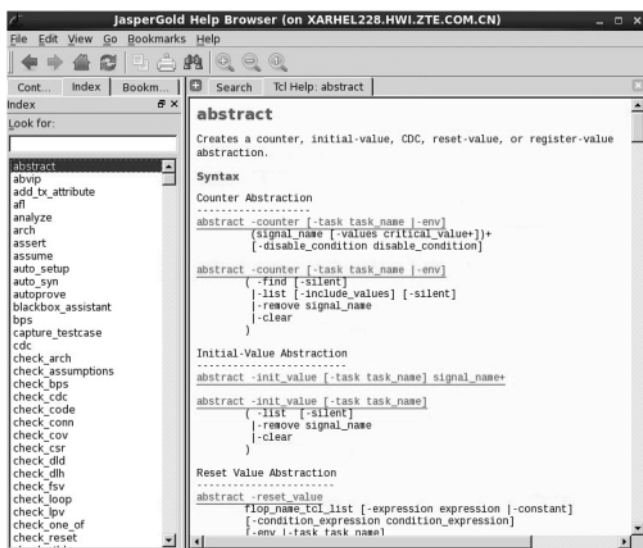 JasperGold Help Browser (on XARHEL228.HWI.ZTE.COM.CN)
File Edit View Go Bookmarks Help
Cont... Index Bookm...
Search Tcl Help: abstract
Index
Look for:
abstract
abvip
add_tx_attribute
afl
analyze
arch
assert
assume
auto_setup
auto_syn
autoprove
blackbox_assistant
bps
capture_testcase
cdc
check_arch
check_assumptions
check_bps
check_cdc
check_code
check_conn
check_cov
check_csr
check_dld
check_dlh
check_fsv
check_loop
check_lpv
check_one_of
check_reset
abstract
Creates a counter, initial-value, CDC, reset-value, or register-value
abstraction.
Syntax
Counter Abstraction
-------------------
abstract -counter [-task task_name |-env]
(signal_name [-values critical_value+])+
[-disable_condition disable_condition]
abstract -counter [-task task_name |-env]
( -find [-silent]
|-list [-include_values] [-silent]
|-remove signal_name
|-clear
)
Initial-Value Abstraction
-------------------------
abstract -init_value [-task task_name] signal_name+
abstract -init_value [-task task_name]
( -list [-silent]
|-remove signal_name
|-clear
)
Reset Value Abstraction
-----------------------
abstract -reset_value
flop_name_tcl_list [-expression expression |-constant]
[-condition_expression condition_expression]
[-env |-task task_name]